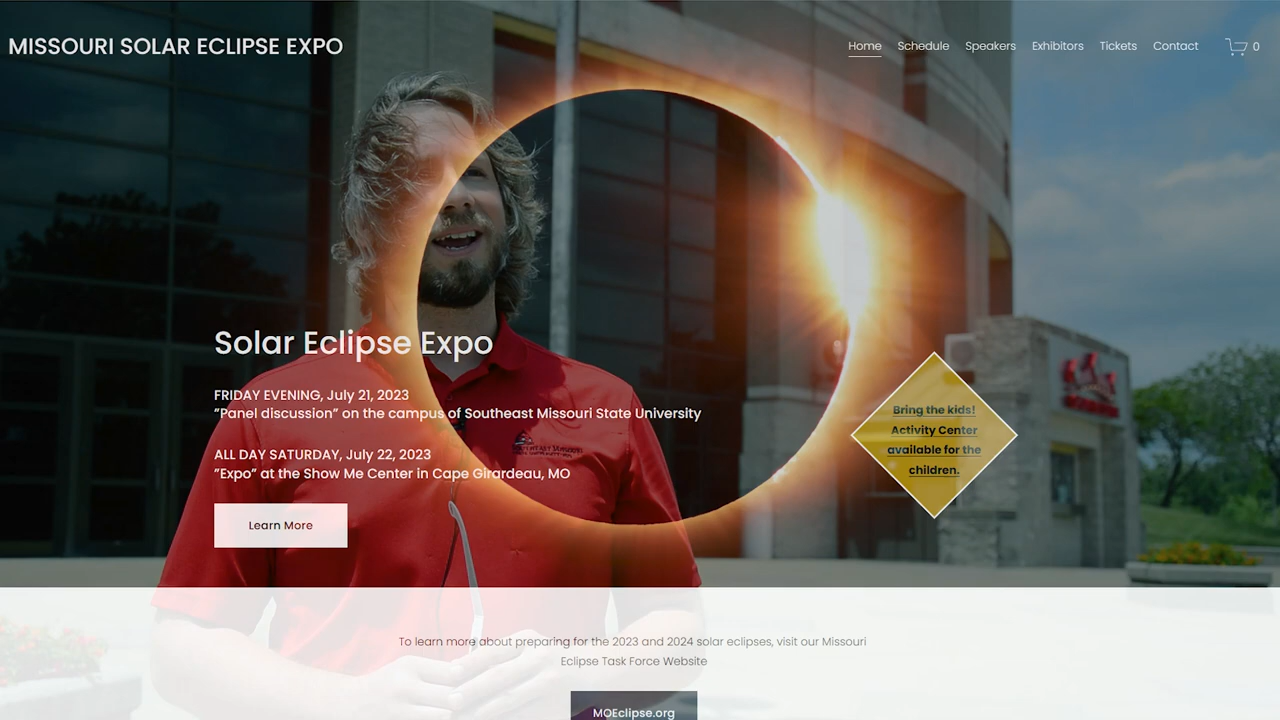 MISSOURI SOLAR ECLIPSE EXPO
Home Schedule Speakers Exhibitors Tickets Contact 0
Solar Eclipse Expo
FRIDAY EVENING, July 21, 2023
”Panel discussion” on the campus of Southeast Missouri State University
ALL DAY SATURDAY, July 22, 2023
”Expo” at the Show Me Center in Cape Girardeau, MO
Learn More
Bring the kids!
Activity Center
available for the
children.
To learn more about preparing for the 2023 and 2024 solar eclipses, visit our Missouri
Eclipse Task Force Website
MOEclipse.org